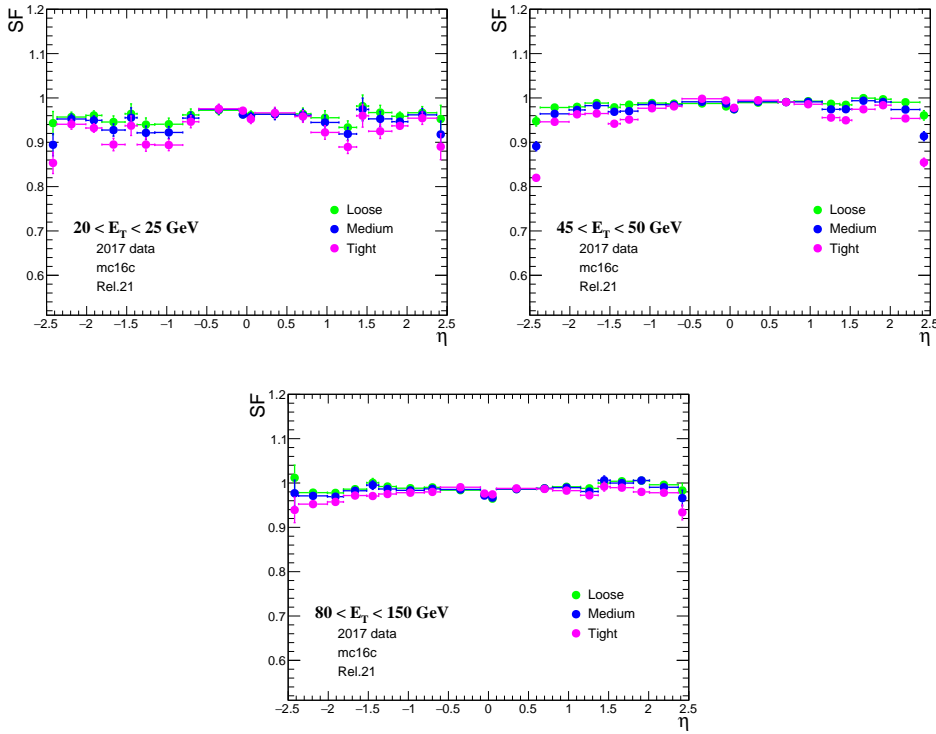 SF
1.2
1.1
1
0.9
0.8
0.7
0.6
20 < E_T < 25 GeV
2017 data
mc16c
Rel.21
Loose
Medium
Tight
−2.5 −2 −1.5 −1 −0.5 0 0.5 1 1.5 2 2.5
η
SF
1.2
1.1
1
0.9
0.8
0.7
0.6
45 < E_T < 50 GeV
2017 data
mc16c
Rel.21
Loose
Medium
Tight
−2.5 −2 −1.5 −1 −0.5 0 0.5 1 1.5 2 2.5
η
SF
1.2
1.1
1
0.9
0.8
0.7
0.6
80 < E_T < 150 GeV
2017 data
mc16c
Rel.21
Loose
Medium
Tight
−2.5 −2 −1.5 −1 −0.5 0 0.5 1 1.5 2 2.5
η